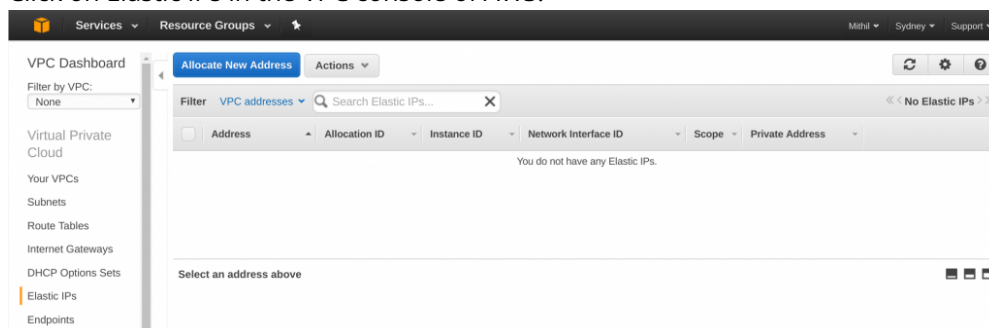 Click on Elastic IPs in the VPC console of AWS.
Services Resource Groups Mithil Sydney Support
VPC Dashboard
Filter by VPC:
None
Virtual Private
Cloud
Your VPCs
Subnets
Route Tables
Internet Gateways
DHCP Options Sets
Elastic IPs
Endpoints
Allocate New Address Actions
Filter VPC addresses Search Elastic IPs... No Elastic IPs
Address Allocation ID Instance ID Network Interface ID Scope Private Address
You do not have any Elastic IPs.
Select an address above